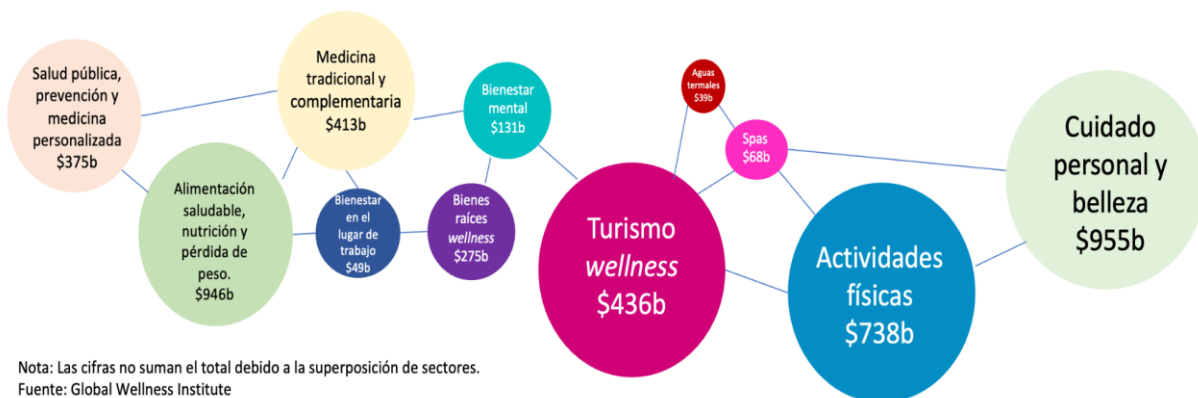 Salud pública,
prevención y
medicina
personalizada
$375b
Alimentación
saludable,
nutrición y
pérdida de
peso.
$946b
Medicina
tradicional y
complementaria
$413b
Bienestar
en el
lugar de
trabajo
$49b
Bienestar
mental
$131b
Bienes
raíces
wellness
$275b
Turismo
wellness
$436b
Aguas
termales
$39b
Spas
$68b
Actividades
físicas
$738b
Cuidado
personal y
belleza
$955b
Nota: Las cifras no suman el total debido a la superposición de sectores.
Fuente: Global Wellness Institute